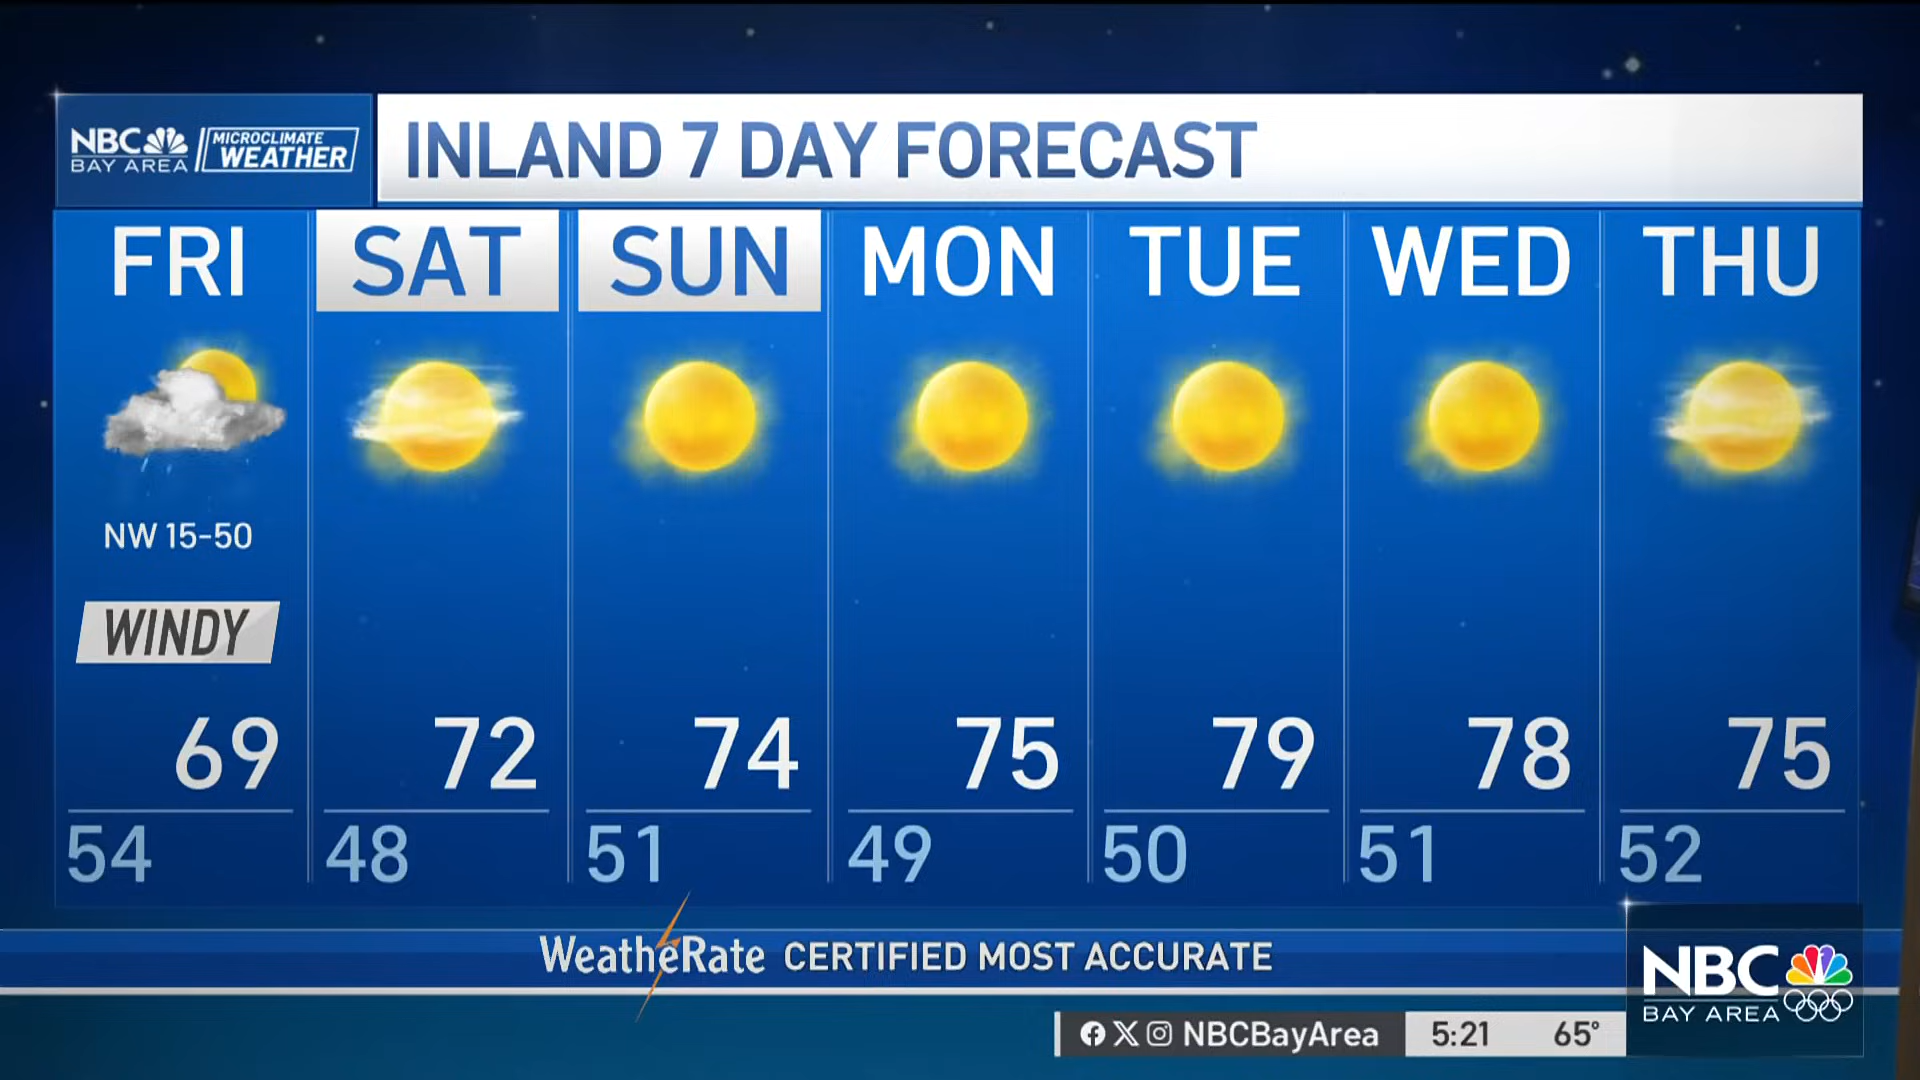 NBC
BAY AREA
MICROCLIMATE
WEATHER
INLAND 7 DAY FORECAST
FRI SAT SUN MON TUE WED THU
NW 15-50
WINDY
69 72 74 75 79 78 75
54 48 51 49 50 51 52
WeatheRate CERTIFIED MOST ACCURATE
NBC
BAY AREA
NBCBayArea 5:21 65°